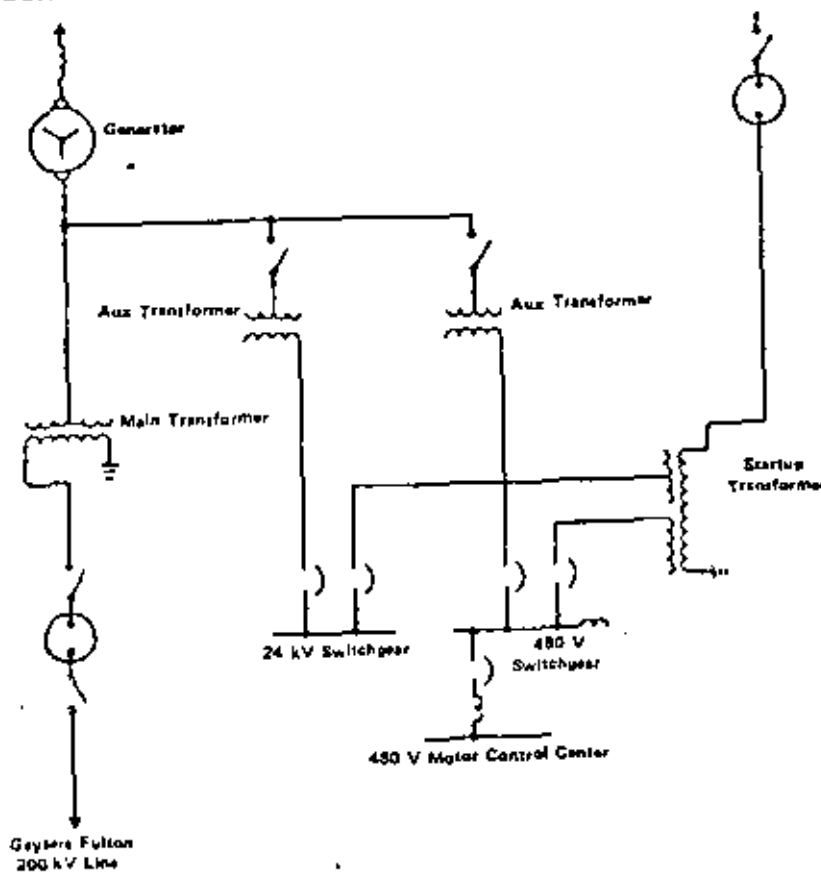 Generator
Aux Transformer
Aux Transformer
Main Transformer
Startup
Transformer
24 kV Switchgear
480 V
Switchgear
480 V Motor Control Center
Geysers Fulton
200 kV Line